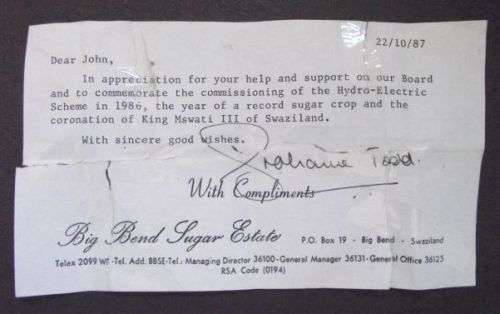 22/10/87
Dear John,
In appreciation for your help and support on our Board
and to commemorate the commissioning of the Hydro-Electric
Scheme in 1986, the year of a record sugar crop and the
coronation of King Mswati III of Swaziland.
With sincere good wishes.
Grahame Todd.
With Compliments
Big Bend Sugar Estate P.O. Box 19 - Big Bend - Swaziland
Telex 2099 WD -Tel. Add. BBSE-Tel.: Managing Director 36100-General Manager 36131-General Office 36125
RSA Code (0194)